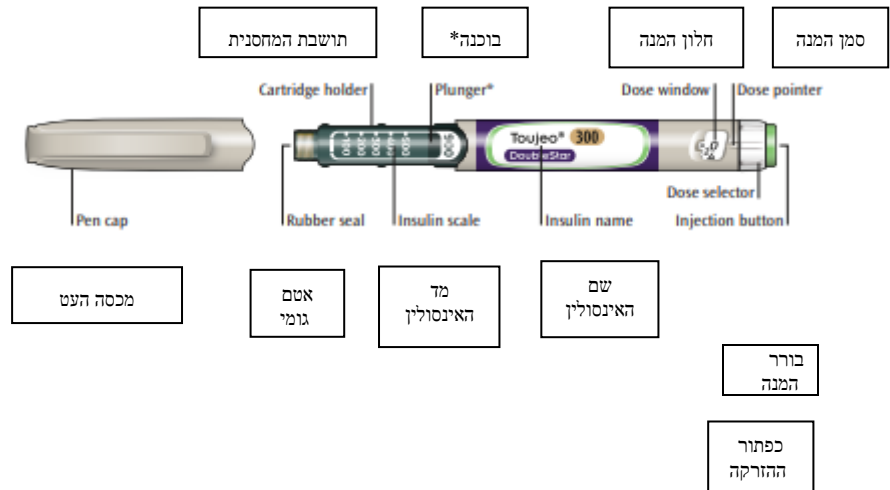 תושבת המחסנית
בוכנה*
חלון המנה
סמן המנה
Cartridge holder
Plunger*
Dose window
Dose pointer
Toujeo® 300
DoubleStar
Dose selector
Pen cap
Rubber seal
Insulin scale
Insulin name
Injection button
מכסה העט
אטם
גומי
מד
האינסולין
שם
האינסולין
בורר
המנה
כפתור
ההזרקה